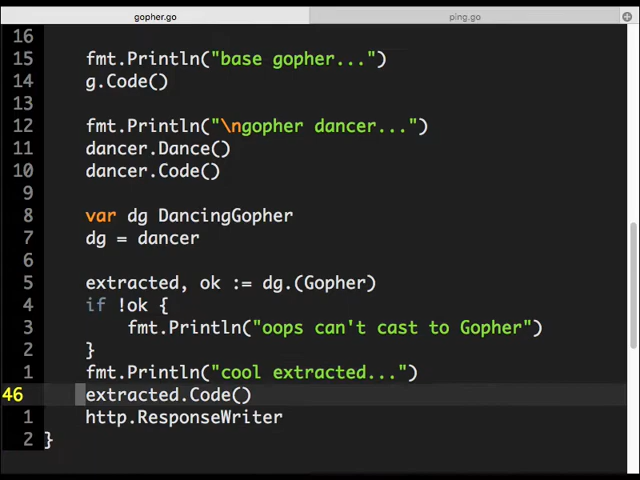 gopher.go ping.go
16
15 fmt.Println("base gopher...")
14 g.Code()
13
12 fmt.Println("\ngopher dancer...")
11 dancer.Dance()
10 dancer.Code()
9
8 var dg DancingGopher
7 dg = dancer
6
5 extracted, ok := dg.(Gopher)
4 if !ok {
3 fmt.Println("oops can't cast to Gopher")
2 }
1 fmt.Println("cool extracted...")
46 extracted.Code()
1 http.ResponseWriter
2 }